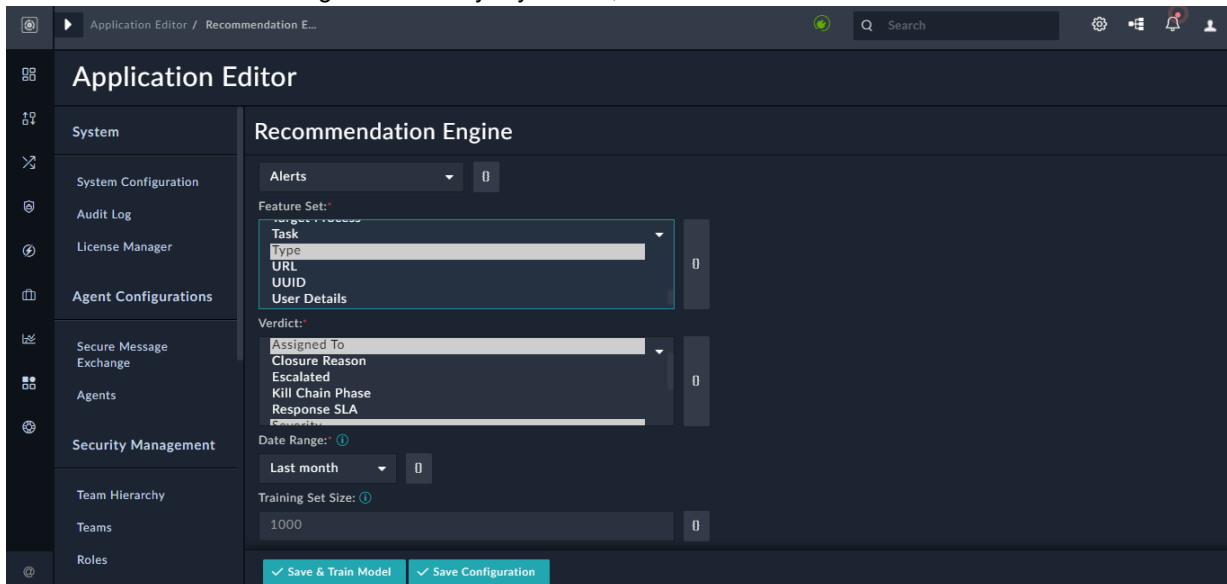 Application Editor / Recommendation E...
Search
Application Editor
System
System Configuration
Audit Log
License Manager
Agent Configurations
Secure Message
Exchange
Agents
Security Management
Team Hierarchy
Teams
Roles
@
Recommendation Engine
Alerts
{}
Feature Set:*
Target Process
Task
Type
URL
UUID
User Details
{}
Verdict:*
Assigned To
Closure Reason
Escalated
Kill Chain Phase
Response SLA
Severity
{}
Date Range:*
Last month
{}
Training Set Size:
1000
{}
Save & Train Model
Save Configuration